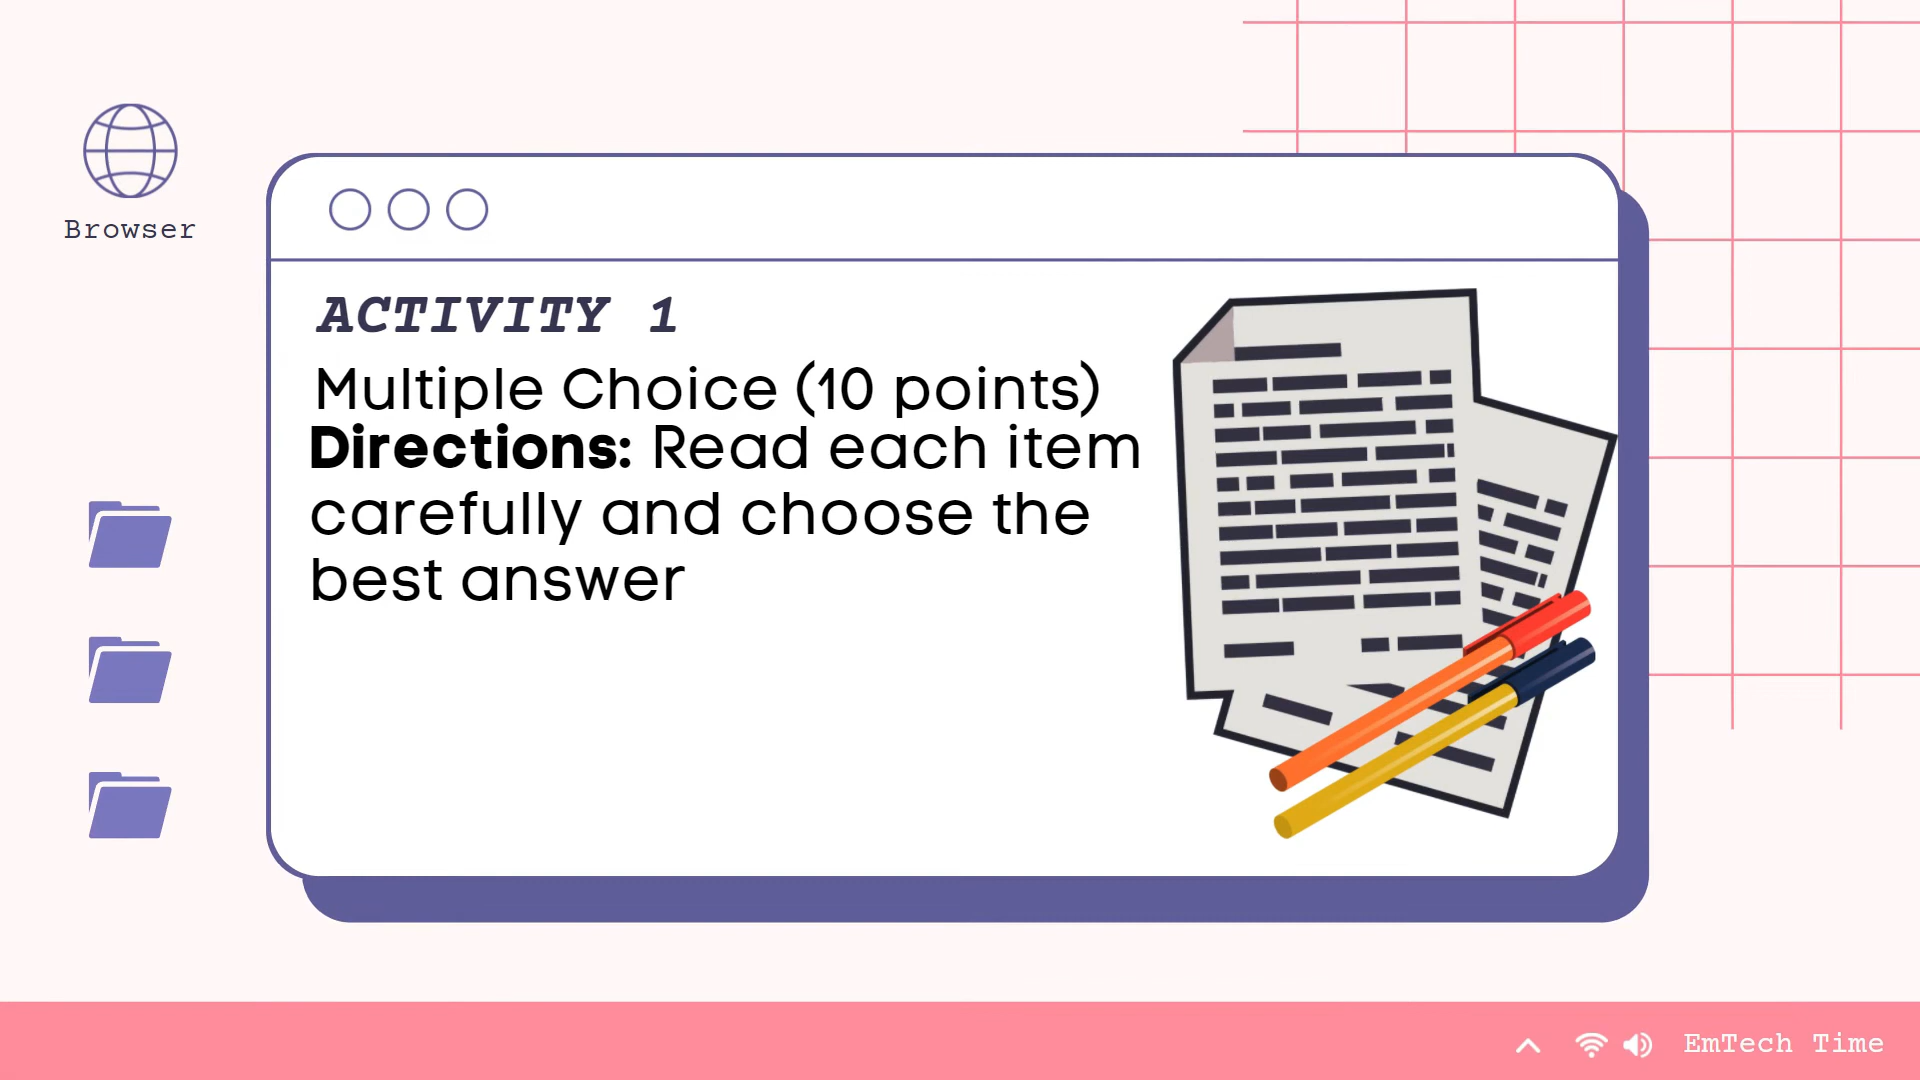 Browser
ACTIVITY 1
Multiple Choice (10 points)
Directions: Read each item
carefully and choose the
best answer
EmTech Time